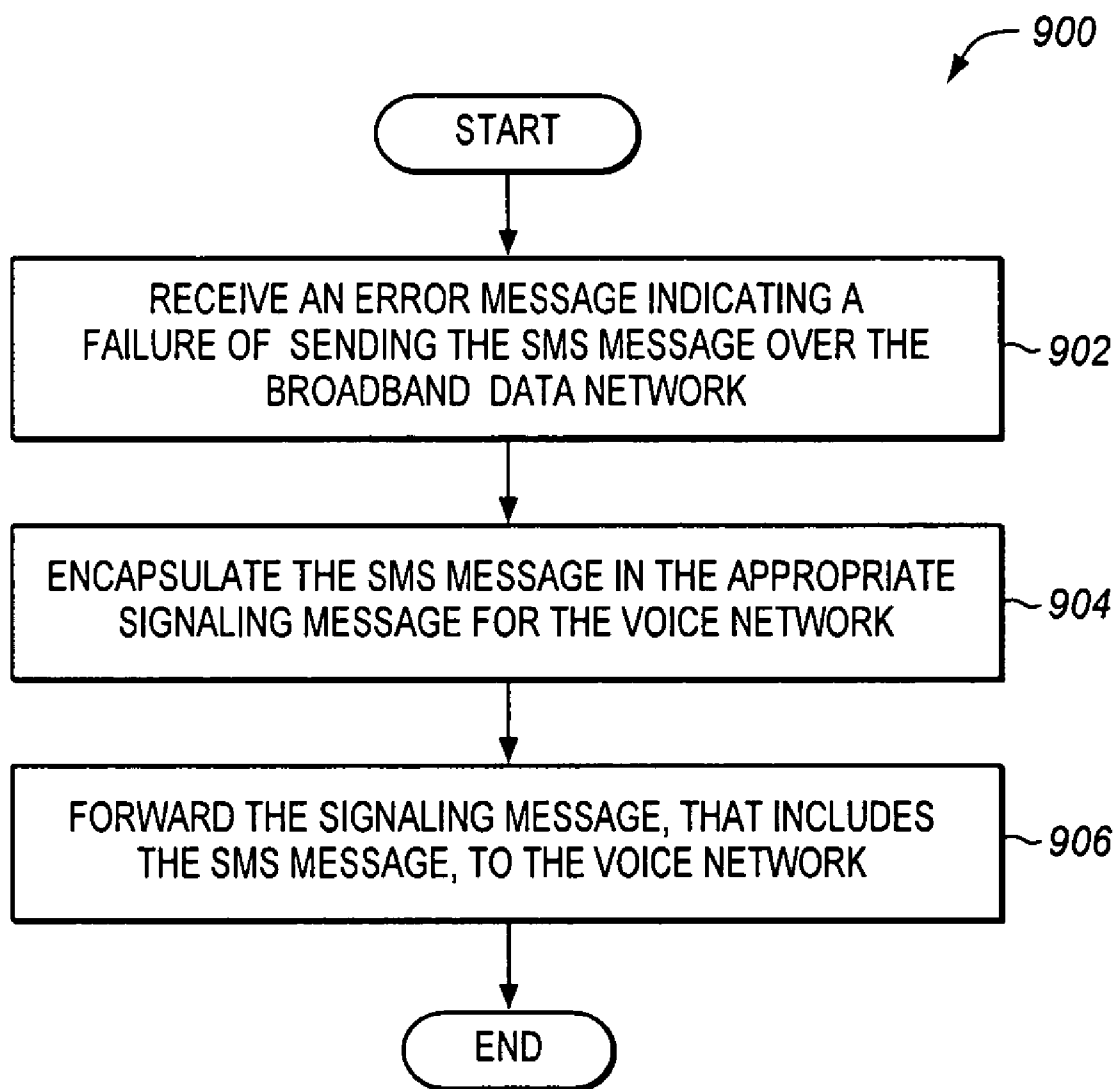 900
START
RECEIVE AN ERROR MESSAGE INDICATING A
FAILURE OF SENDING THE SMS MESSAGE OVER THE
BROADBAND DATA NETWORK
902
ENCAPSULATE THE SMS MESSAGE IN THE APPROPRIATE
SIGNALING MESSAGE FOR THE VOICE NETWORK
904
FORWARD THE SIGNALING MESSAGE, THAT INCLUDES
THE SMS MESSAGE, TO THE VOICE NETWORK
906
END